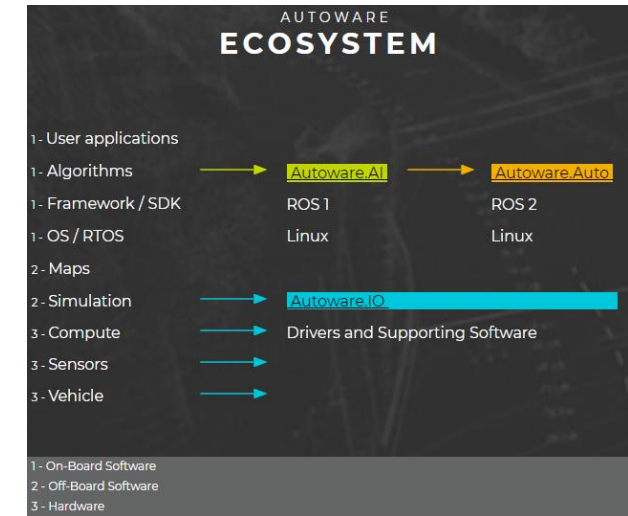 AUTOWARE
ECOSYSTEM
1 - User applications
1 - Algorithms Autoware.AI Autoware.Auto
1 - Framework / SDK ROS 1 ROS 2
1 - OS / RTOS Linux Linux
2 - Maps
2 - Simulation Autoware.IO
3 - Compute Drivers and Supporting Software
3 - Sensors
3 - Vehicle
1 - On-Board Software
2 - Off-Board Software
3 - Hardware